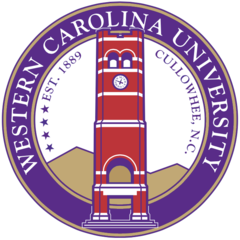 WESTERN CAROLINA UNIVERSITY
EST. 1889
CULLOWHEE, N.C.